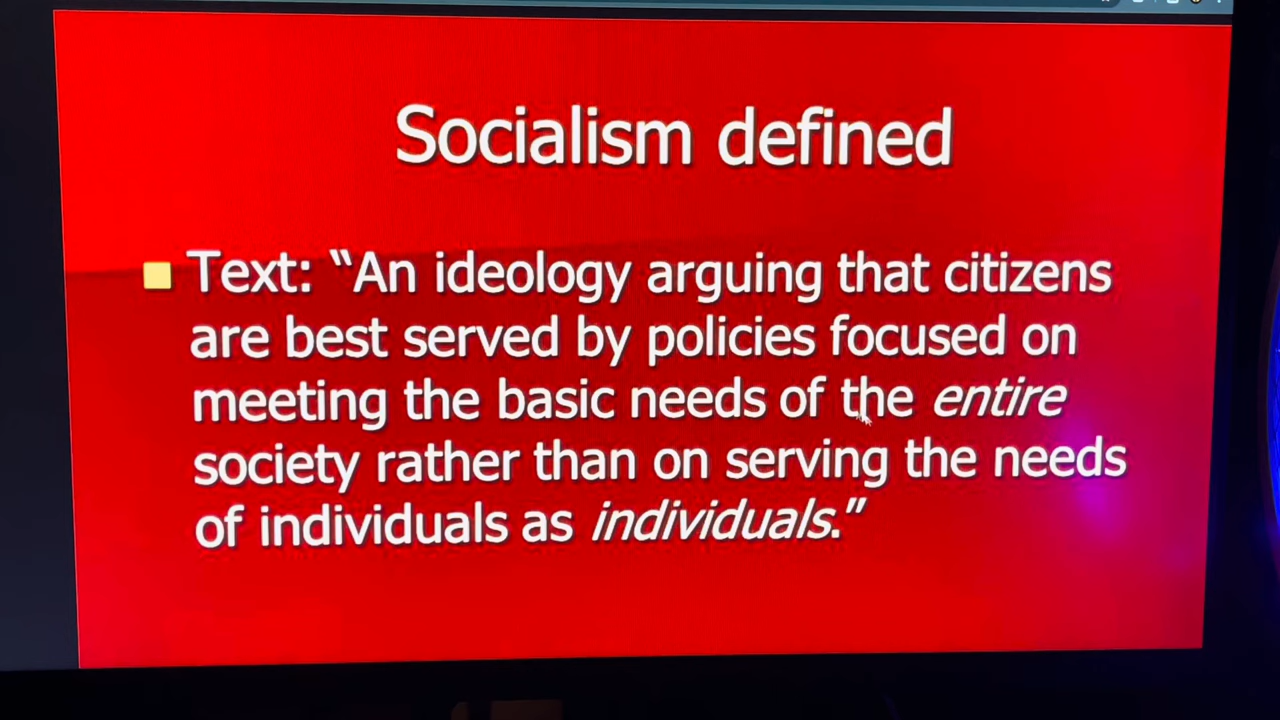 Socialism defined
Text: “An ideology arguing that citizens
are best served by policies focused on
meeting the basic needs of the entire
society rather than on serving the needs
of individuals as individuals.”